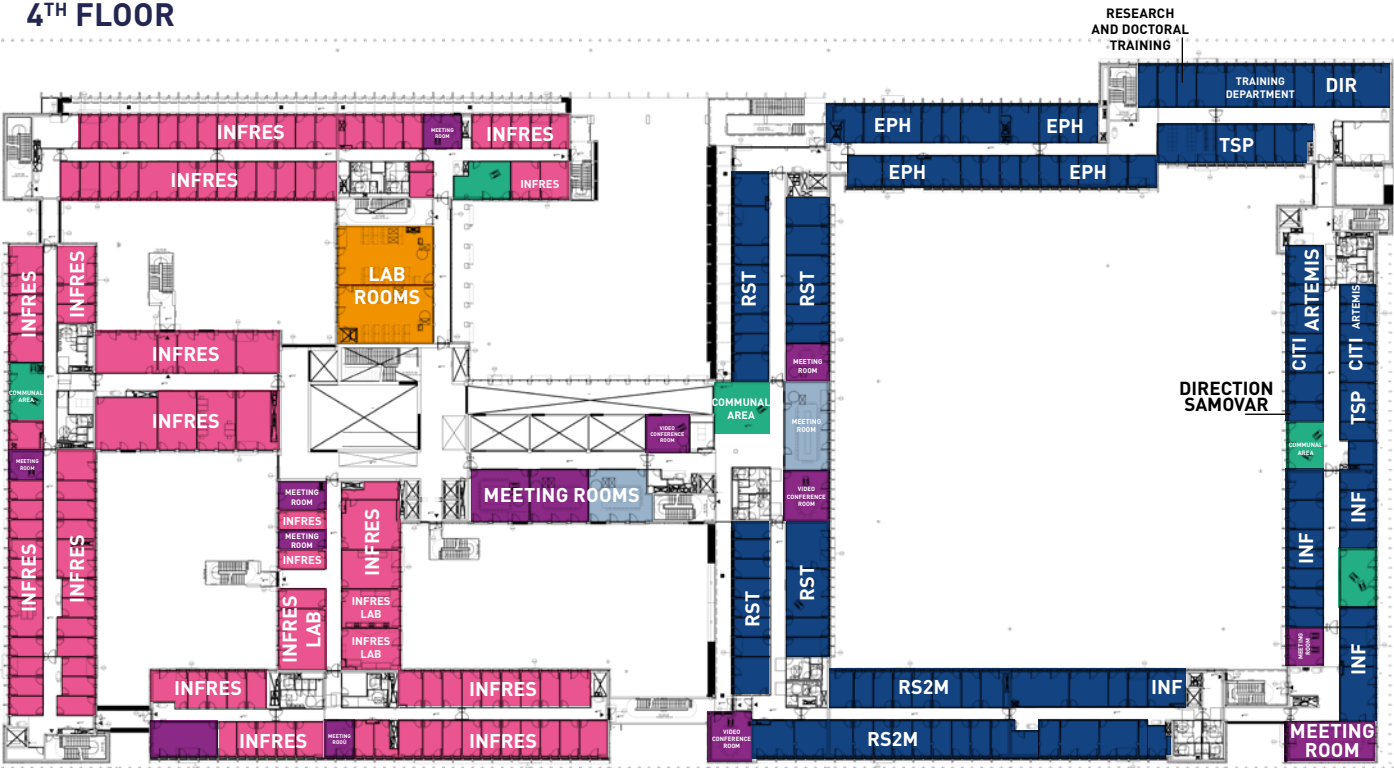 4TH FLOOR
RESEARCH
AND DOCTORAL
TRAINING
TRAINING
DEPARTMENT
DIR
TSP
EPH
EPH
EPH
EPH
INFRES
MEETING
ROOM
INFRES
INFRES
INFRES
LAB
ROOMS
INFRES
INFRES
INFRES
INFRES
COMMUNAL
AREA
MEETING
ROOM
INFRES
INFRES
RST
RST
MEETING
ROOM
COMMUNAL
AREA
MEETING
ROOM
VIDEO
CONFERENCE
ROOM
MEETING ROOMS
VIDEO
CONFERENCE
ROOM
MEETING
ROOM
INFRES
MEETING
ROOM
INFRES
INFRES
INFRES
LAB
INFRES
LAB
INFRES
LAB
RST
RST
CITI
ARTEMIS
CITI
ARTEMIS
DIRECTION
SAMOVAR
TSP
COMMUNAL
AREA
INF
INF
MEETING
ROOM
INF
INFRES
INFRES
RS2M
INF
INFRES
MEETING
ROOÙ
INFRES
VIDEO
CONFERENCE
ROOM
RS2M
MEETING
ROOM